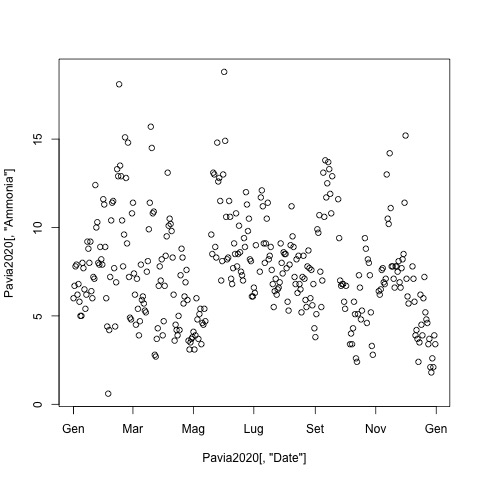 15
10
5
0
Pavia2020[, "Ammonia"]
Gen Mar Mag Lug Set Nov Gen
Pavia2020[, "Date"]